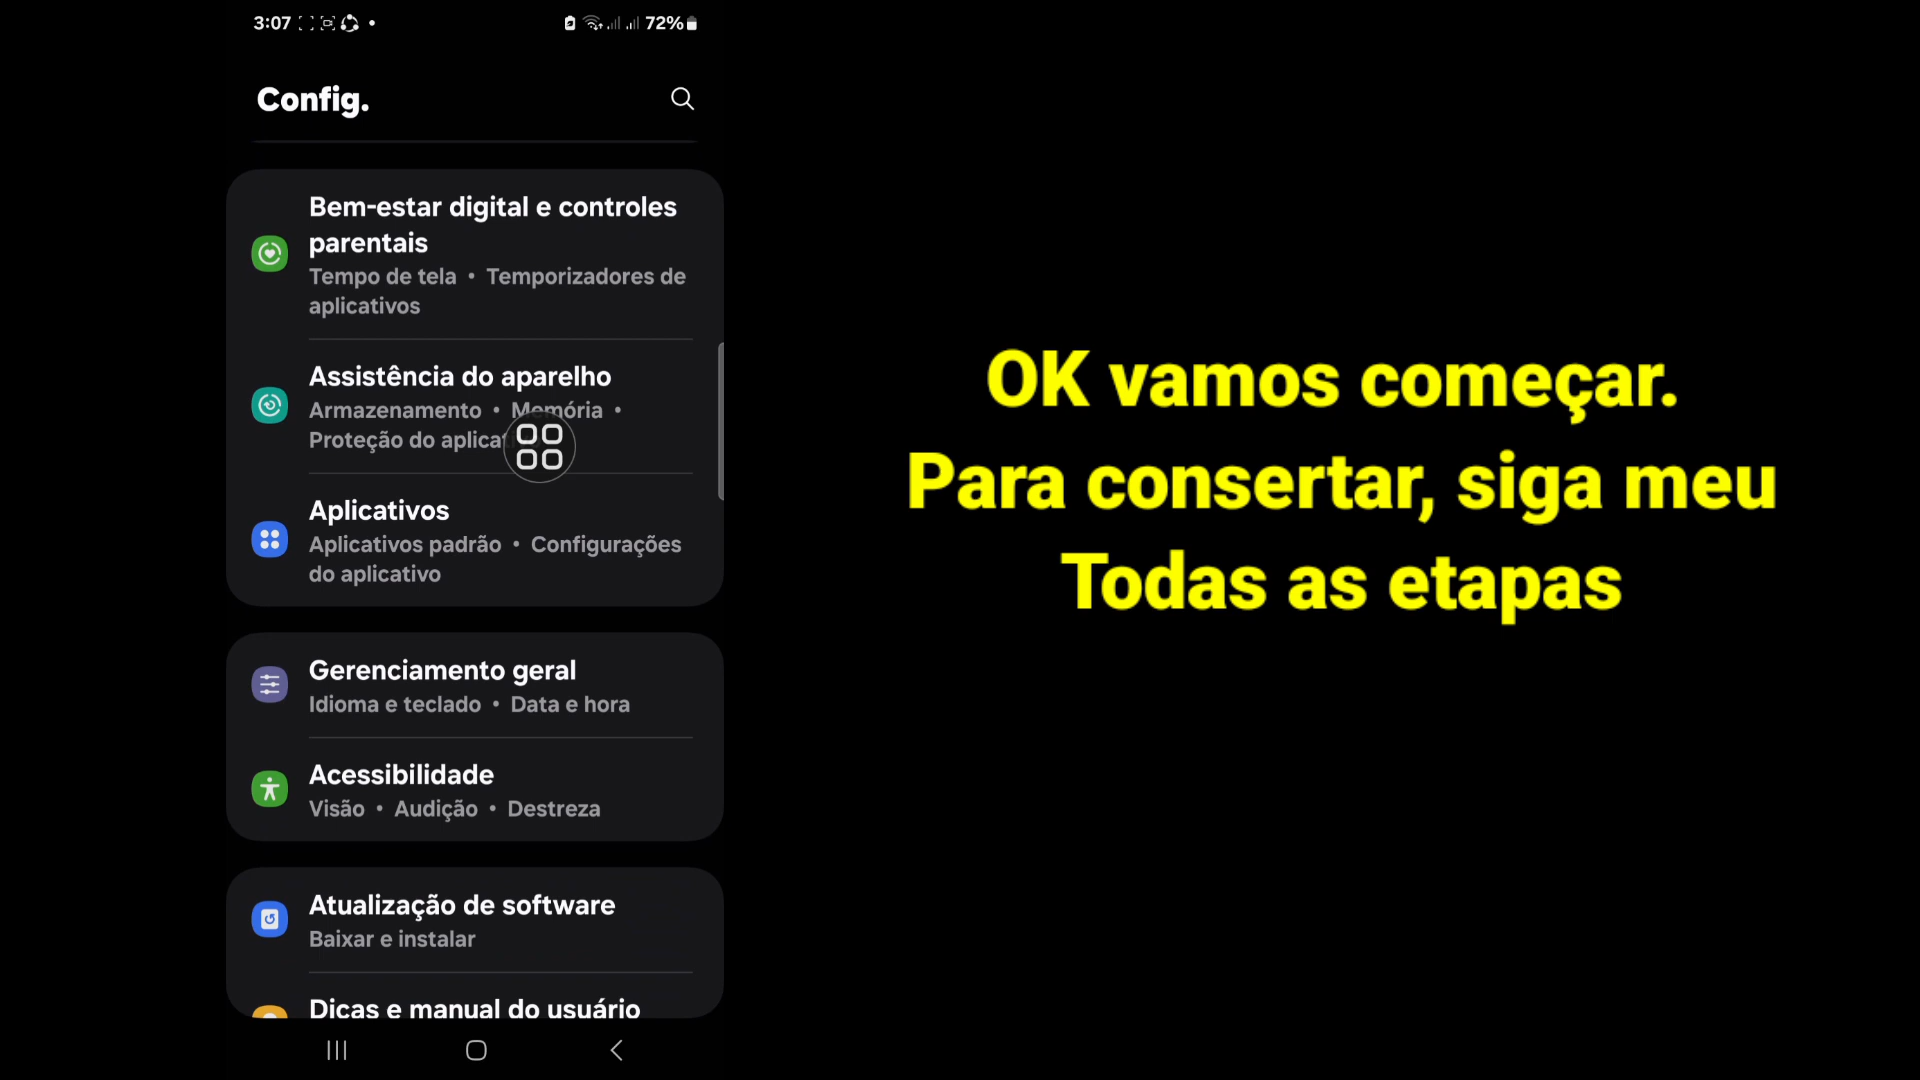 3:07
72%
Config.
Bem-estar digital e controles
parentais
Tempo de tela • Temporizadores de
aplicativos
Assistência do aparelho
Armazenamento • Memória •
Proteção do aplicat
Aplicativos
Aplicativos padrão • Configurações
do aplicativo
Gerenciamento geral
Idioma e teclado • Data e hora
Acessibilidade
Visão • Audição • Destreza
Atualização de software
Baixar e instalar
Dicas e manual do usuário
OK vamos começar.
Para consertar, siga meu
Todas as etapas